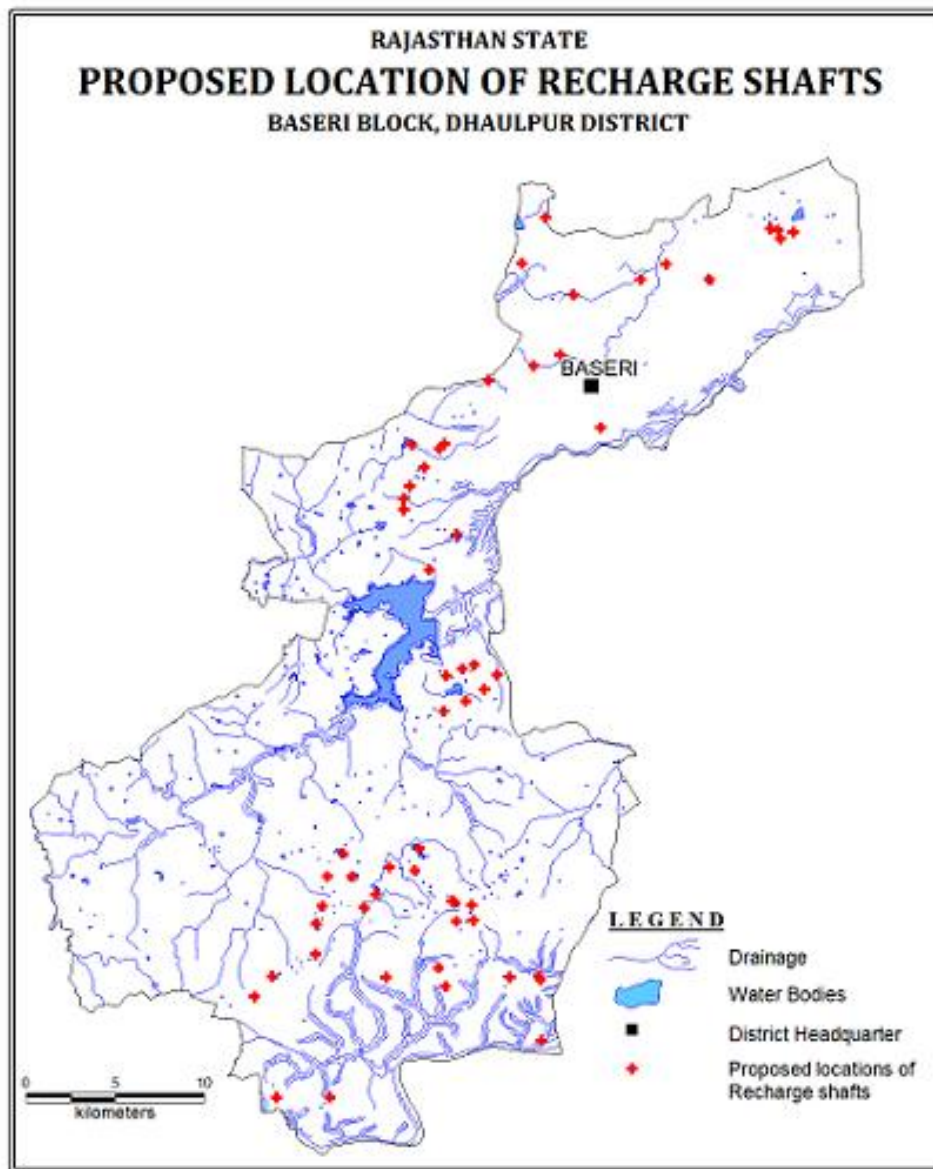 RAJASTHAN STATE
PROPOSED LOCATION OF RECHARGE SHAFTS
BASERI BLOCK, DHAULPUR DISTRICT
BASERI
LEGEND
Drainage
Water Bodies
District Headquarter
Proposed locations of
Recharge shafts
0 5 10
kilometers